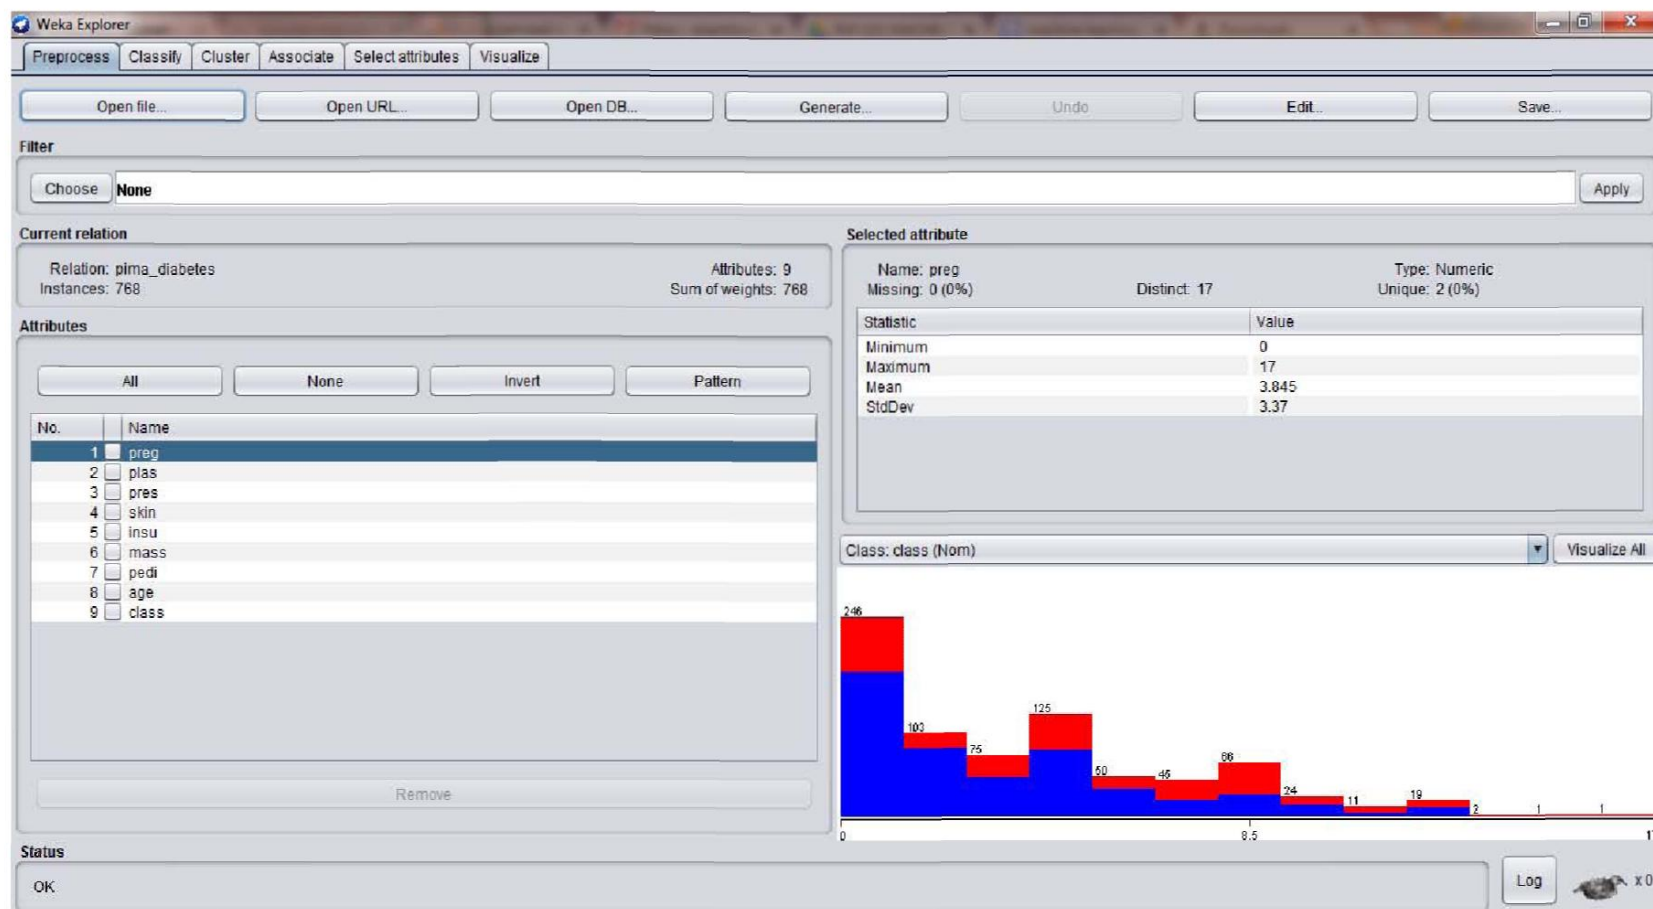 Weka Explorer
Preprocess Classify Cluster Associate Select attributes Visualize
Open file... Open URL... Open DB... Generate... Undo Edit... Save...
Filter
Choose None Apply
Current relation
Relation: pima_diabetes Attributes: 9
Instances: 768 Sum of weights: 768
Attributes
All None Invert Pattern
No. Name
1 preg
2 plas
3 pres
4 skin
5 insu
6 mass
7 pedi
8 age
9 class
Remove
Selected attribute
Name: preg Type: Numeric
Missing: 0 (0%) Distinct: 17 Unique: 2 (0%)
Statistic Value
Minimum 0
Maximum 17
Mean 3.845
StdDev 3.37
Class: class (Nom) Visualize All
246 103 75 125 50 45 66 24 11 19 2 1 1
0 8.5
Status
OK Log x 0